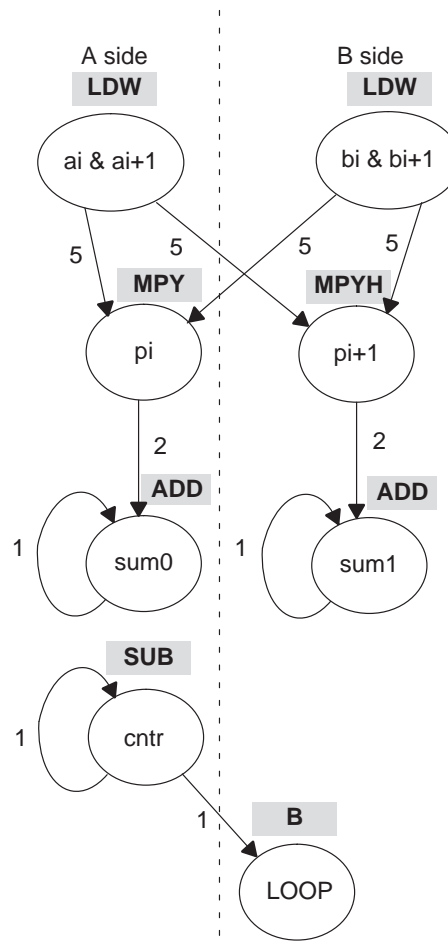 A side B side
LDW LDW
ai & ai+1 bi & bi+1
5 5 5 5
MPY MPYH
pi pi+1
2 2
ADD ADD
1 sum0 1 sum1
SUB
1 cntr
1 B
LOOP